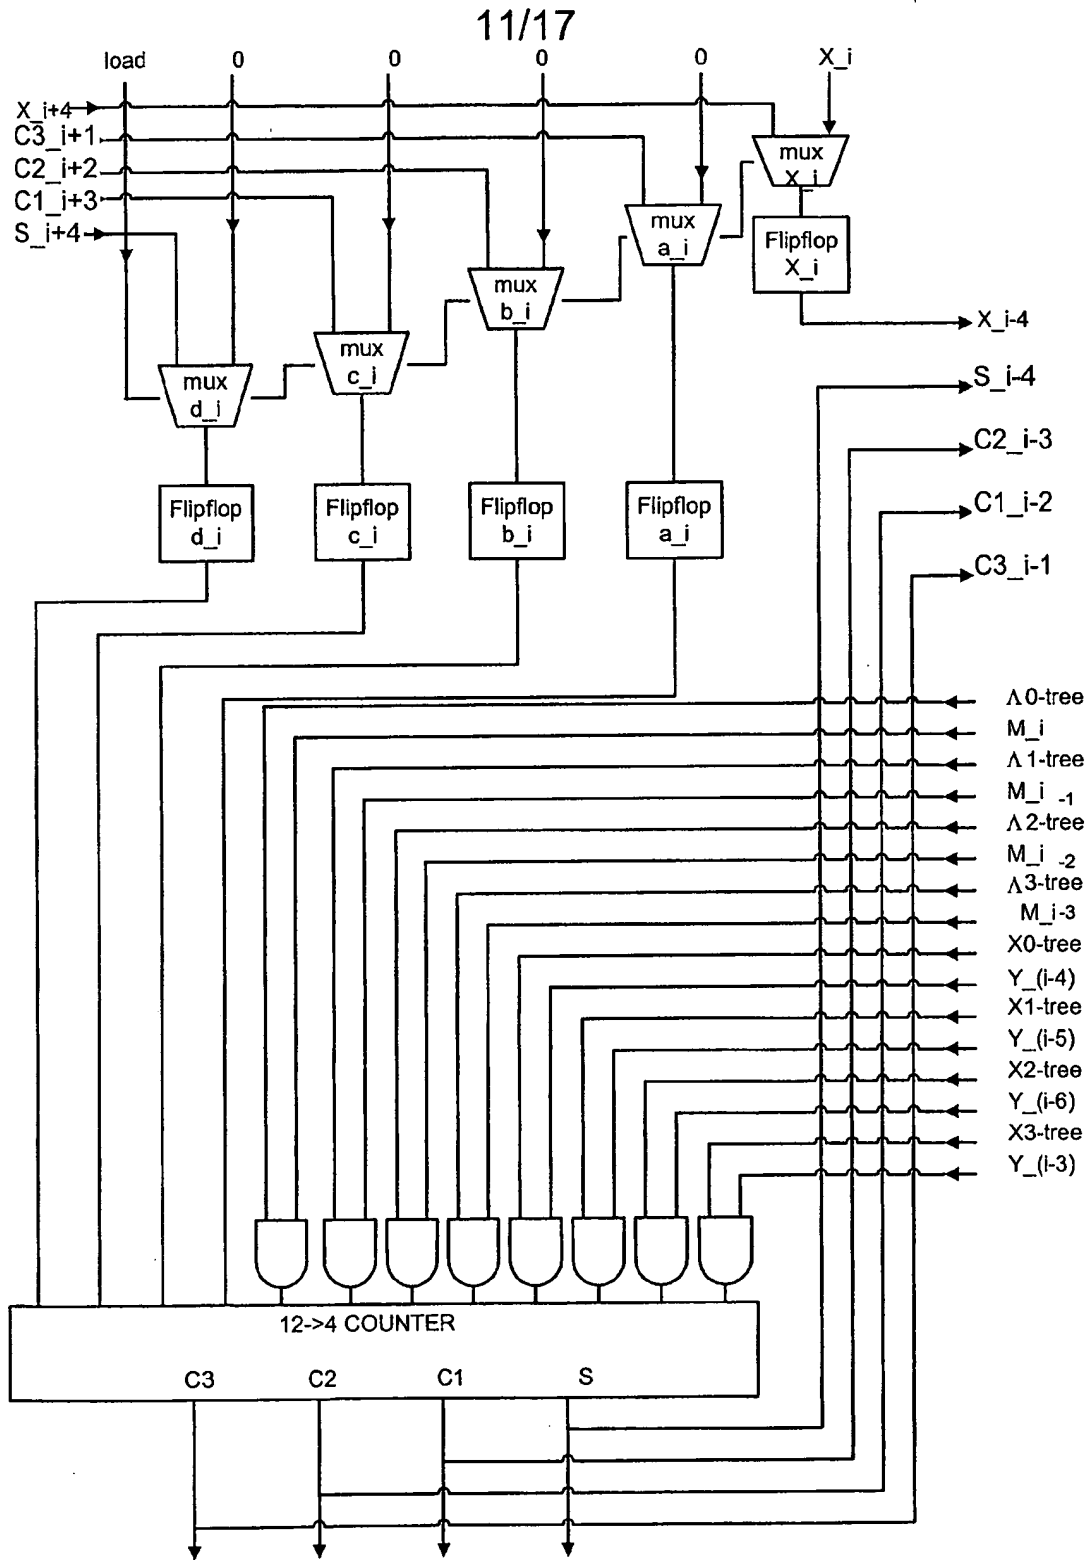 11/17
load
0
0
0
0
X_i
X_i+4
C3_i+1
C2_i+2
C1_i+3
S_i+4
mux
X_i
mux
a_i
mux
b_i
mux
c_i
mux
d_i
Flipflop
X_i
X_i-4
S_i-4
C2_i-3
C1_i-2
C3_i-1
Flipflop
d_i
Flipflop
c_i
Flipflop
b_i
Flipflop
a_i
Λ0-tree
M_i
Λ1-tree
M_i -1
Λ2-tree
M_i -2
Λ3-tree
M_i-3
X0-tree
Y_(i-4)
X1-tree
Y_(i-5)
X2-tree
Y_(i-6)
X3-tree
Y_(i-3)
12->4 COUNTER
C3
C2
C1
S